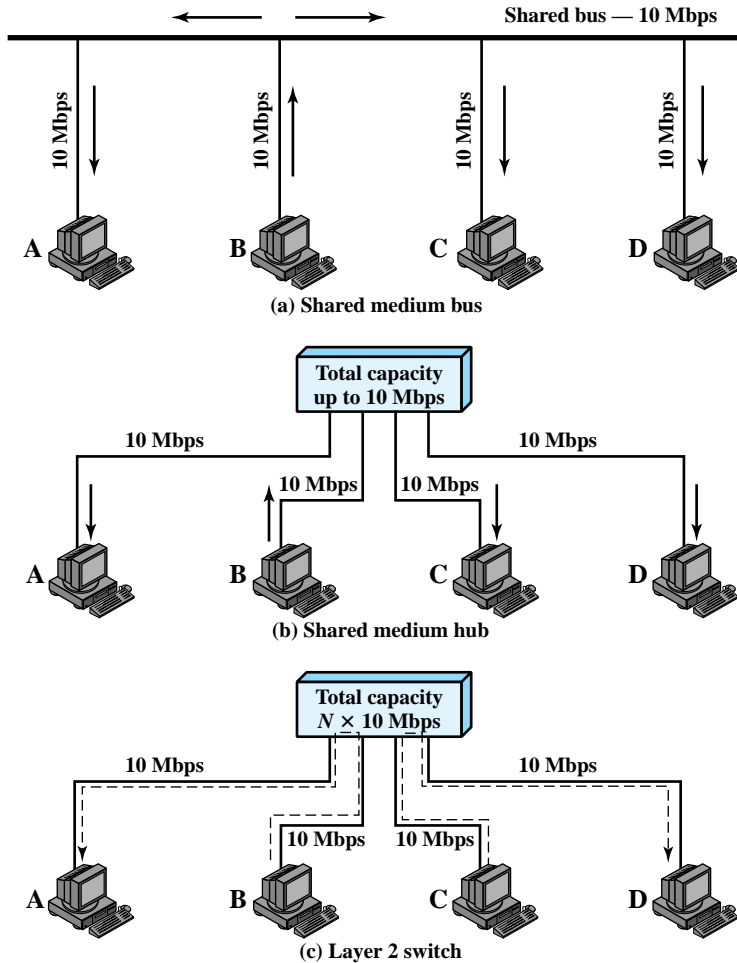 Shared bus — 10 Mbps
10 Mbps
10 Mbps
10 Mbps
10 Mbps
A
B
C
D
(a) Shared medium bus
Total capacity
up to 10 Mbps
10 Mbps
10 Mbps
10 Mbps
10 Mbps
A
B
C
D
(b) Shared medium hub
Total capacity
N × 10 Mbps
10 Mbps
10 Mbps
10 Mbps
10 Mbps
A
B
C
D
(c) Layer 2 switch